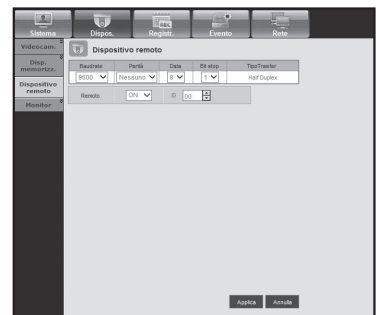 Sistema Dispos. Registr. Evento Rete
REC
Videocam.
Disp. memorizz.
Dispositivo remoto
Monitor
Dispositivo remoto
Baudrate Parità Data Bit stop TipoTrasfer
9600 Nessuno 8 1 Half Duplex
Remoto ON ID 00
Applica Annulla